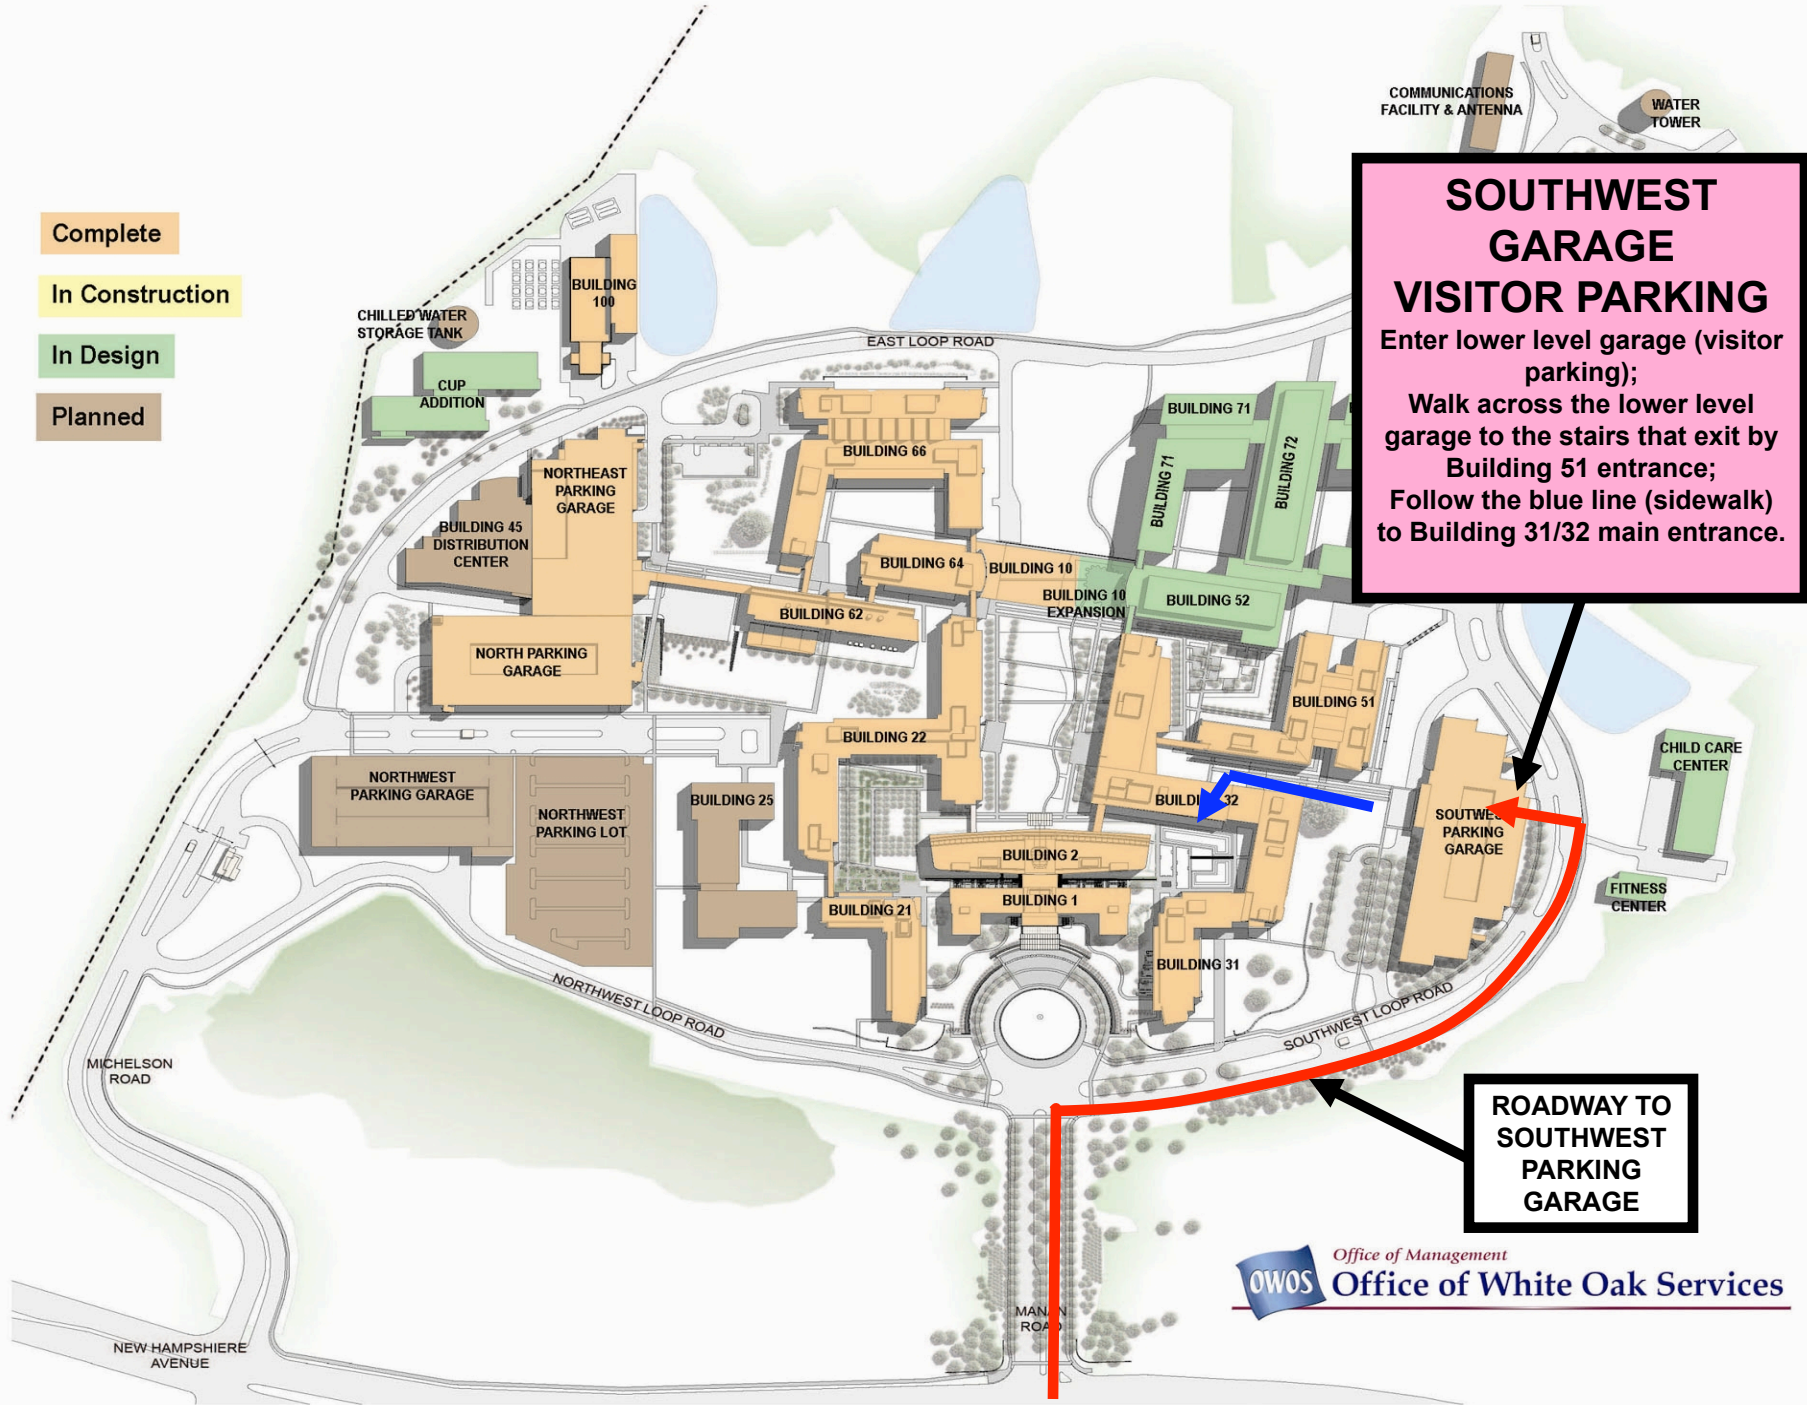 COMMUNICATIONS
FACILITY & ANTENNA
WATER
TOWER
SOUTHWEST
GARAGE
VISITOR PARKING
Enter lower level garage (visitor
parking);
Walk across the lower level
garage to the stairs that exit by
Building 51 entrance;
Follow the blue line (sidewalk)
to Building 31/32 main entrance.
Complete
In Construction
In Design
Planned
BUILDING
100
CHILLED WATER
STORAGE TANK
EAST LOOP ROAD
CUP
ADDITION
BUILDING 71
BUILDING 66
BUILDING 72
BUILDING 71
NORTHEAST
PARKING
GARAGE
BUILDING 45
DISTRIBUTION
CENTER
BUILDING 64
BUILDING 10
BUILDING 10
EXPANSION
BUILDING 52
BUILDING 62
NORTH PARKING
GARAGE
BUILDING 51
BUILDING 22
CHILD CARE
CENTER
NORTHWEST
PARKING GARAGE
BUILDING 25
NORTHWEST
PARKING LOT
BUILDING 32
SOUTWEST
PARKING
GARAGE
BUILDING 2
BUILDING 1
BUILDING 21
FITNESS
CENTER
BUILDING 31
NORTHWEST LOOP ROAD
SOUTHWEST LOOP ROAD
MICHELSON
ROAD
ROADWAY TO
SOUTHWEST
PARKING
GARAGE
MANAN
ROAD
NEW HAMPSHIERE
AVENUE
OWOS
Office of Management
Office of White Oak Services